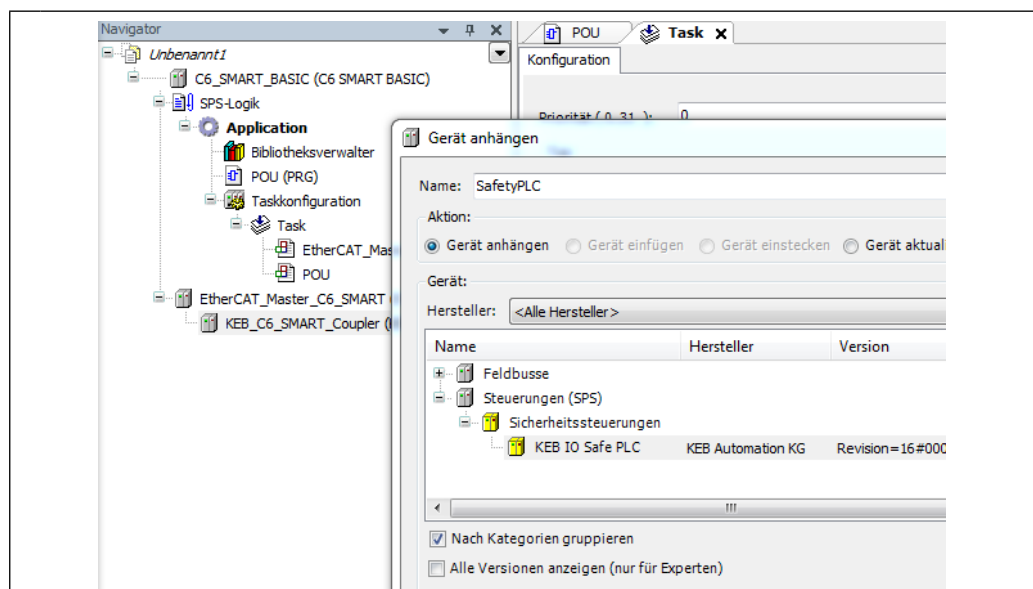 Navigator
Unbenannt1
C6_SMART_BASIC (C6 SMART BASIC)
SPS-Logik
Application
Bibliotheksverwalter
POU (PRG)
Taskkonfiguration
Task
EtherCAT_Mas
POU
EtherCAT_Master_C6_SMART
KEB_C6_SMART_Coupler (
POU
Task
Konfiguration
Priorität ( 0..31 ): 0
Gerät anhängen
Name: SafetyPLC
Aktion:
Gerät anhängen Gerät einfügen Gerät einstecken Gerät aktuali
Gerät:
Hersteller: <Alle Hersteller>
Name Hersteller Version
Feldbusse
Steuerungen (SPS)
Sicherheitssteuerungen
KEB IO Safe PLC KEB Automation KG Revision=16#000
Nach Kategorien gruppieren
Alle Versionen anzeigen (nur für Experten)